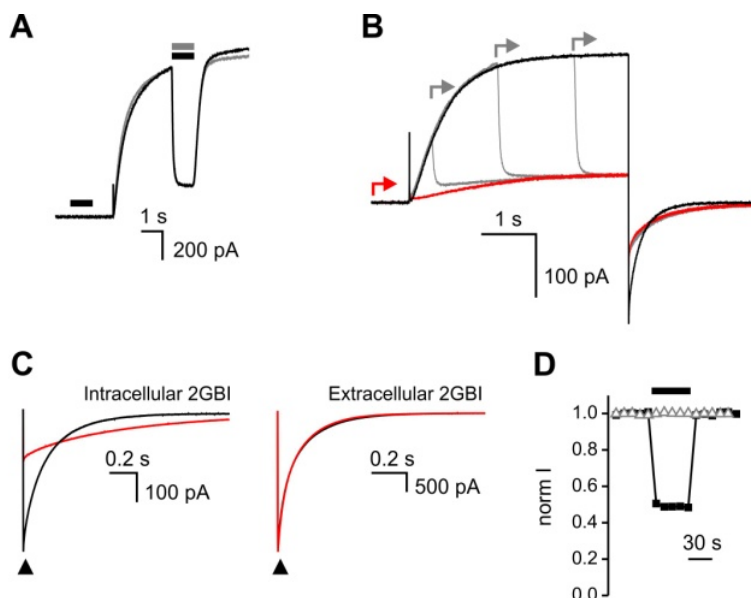 A
1 s
200 pA
B
1 s
100 pA
C
Intracellular 2GBI
0.2 s
100 pA
Extracellular 2GBI
0.2 s
500 pA
D
norm I
1.0
0.8
0.6
0.4
0.2
0.0
30 s